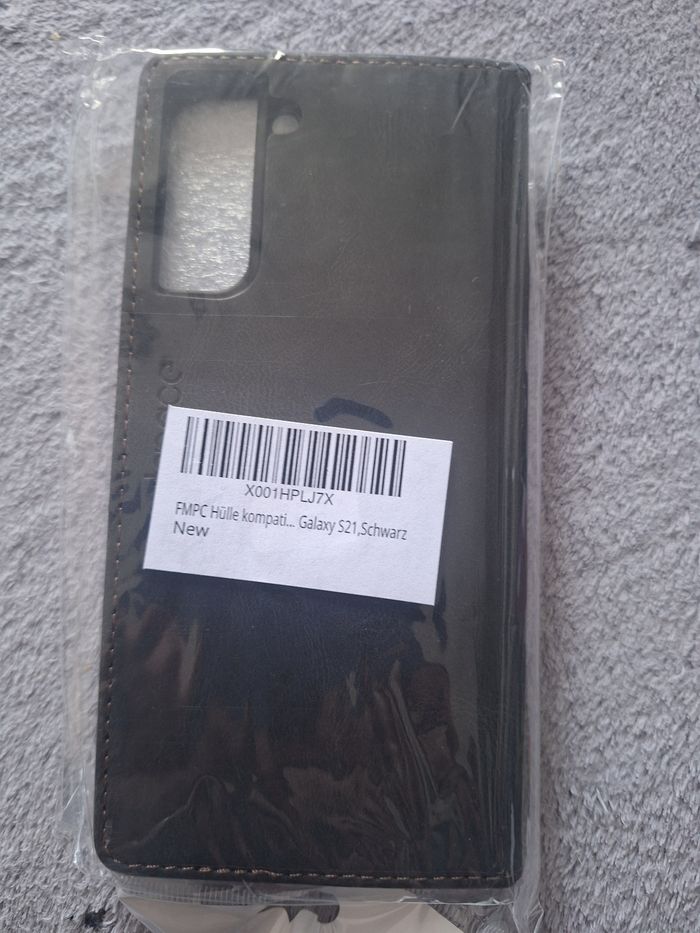 X001HPLJ7X
FMPC Hülle kompati... Galaxy S21,Schwarz
New